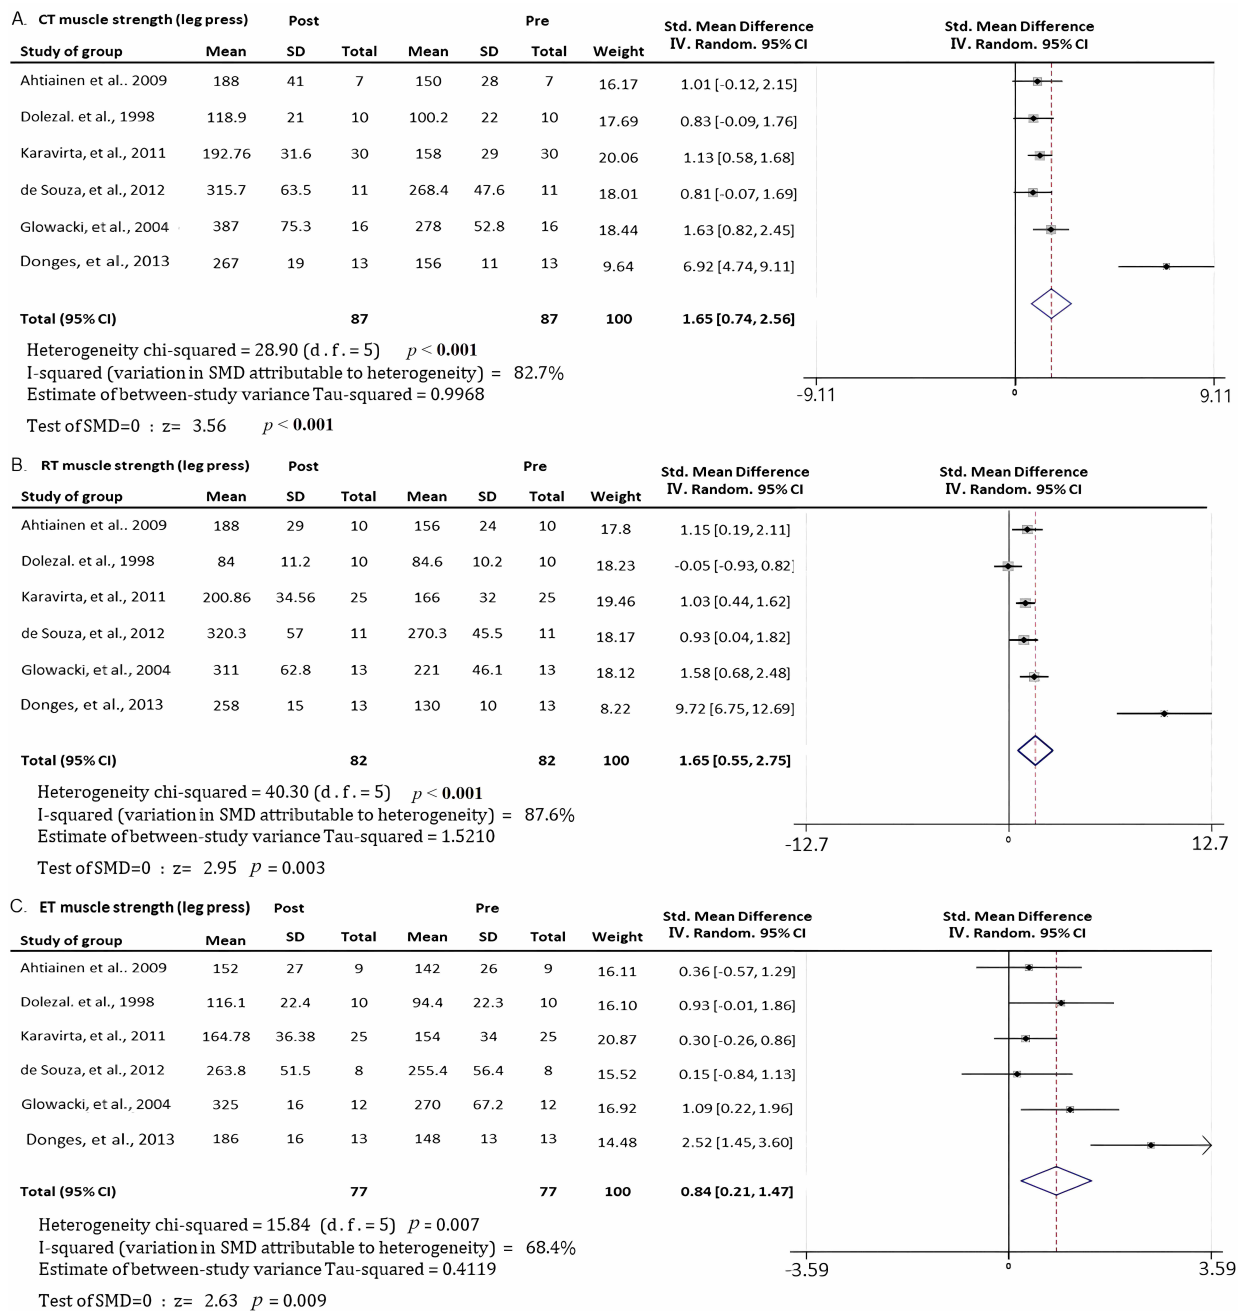 A. CT muscle strength (leg press) Post Pre Std. Mean Difference Std. Mean Difference
Study of group Mean SD Total Mean SD Total Weight IV. Random. 95% CI IV. Random. 95% CI
Ahtiainen et al.. 2009 188 41 7 150 28 7 16.17 1.01 [-0.12, 2.15]
Dolezal. et al., 1998 118.9 21 10 100.2 22 10 17.69 0.83 [-0.09, 1.76]
Karavirta, et al., 2011 192.76 31.6 30 158 29 30 20.06 1.13 [0.58, 1.68]
de Souza, et al., 2012 315.7 63.5 11 268.4 47.6 11 18.01 0.81 [-0.07, 1.69]
Glowacki, et al., 2004 387 75.3 16 278 52.8 16 18.44 1.63 [0.82, 2.45]
Donges, et al., 2013 267 19 13 156 11 13 9.64 6.92 [4.74, 9.11]
Total (95% CI) 87 87 100 1.65 [0.74, 2.56]
Heterogeneity chi-squared = 28.90 (d.f. = 5) p < 0.001
I-squared (variation in SMD attributable to heterogeneity) = 82.7%
Estimate of between-study variance Tau-squared = 0.9968
-9.11 0 9.11
Test of SMD=0 : z= 3.56 p < 0.001
B. RT muscle strength (leg press) Post Pre Std. Mean Difference Std. Mean Difference
Study of group Mean SD Total Mean SD Total Weight IV. Random. 95% CI IV. Random. 95% CI
Ahtiainen et al.. 2009 188 29 10 156 24 10 17.8 1.15 [0.19, 2.11]
Dolezal. et al., 1998 84 11.2 10 84.6 10.2 10 18.23 -0.05 [-0.93, 0.82]
Karavirta, et al., 2011 200.86 34.56 25 166 32 25 19.46 1.03 [0.44, 1.62]
de Souza, et al., 2012 320.3 57 11 270.3 45.5 11 18.17 0.93 [0.04, 1.82]
Glowacki, et al., 2004 311 62.8 13 221 46.1 13 18.12 1.58 [0.68, 2.48]
Donges, et al., 2013 258 15 13 130 10 13 8.22 9.72 [6.75, 12.69]
Total (95% CI) 82 82 100 1.65 [0.55, 2.75]
Heterogeneity chi-squared = 40.30 (d.f. = 5) p < 0.001
I-squared (variation in SMD attributable to heterogeneity) = 87.6%
Estimate of between-study variance Tau-squared = 1.5210
-12.7 0 12.7
Test of SMD=0 : z= 2.95 p = 0.003
C. ET muscle strength (leg press) Post Pre Std. Mean Difference Std. Mean Difference
Study of group Mean SD Total Mean SD Total Weight IV. Random. 95% CI IV. Random. 95% CI
Ahtiainen et al.. 2009 152 27 9 142 26 9 16.11 0.36 [-0.57, 1.29]
Dolezal. et al., 1998 116.1 22.4 10 94.4 22.3 10 16.10 0.93 [-0.01, 1.86]
Karavirta, et al., 2011 164.78 36.38 25 154 34 25 20.87 0.30 [-0.26, 0.86]
de Souza, et al., 2012 263.8 51.5 8 255.4 56.4 8 15.52 0.15 [-0.84, 1.13]
Glowacki, et al., 2004 325 16 12 270 67.2 12 16.92 1.09 [0.22, 1.96]
Donges, et al., 2013 186 16 13 148 13 13 14.48 2.52 [1.45, 3.60]
Total (95% CI) 77 77 100 0.84 [0.21, 1.47]
Heterogeneity chi-squared = 15.84 (d.f. = 5) p = 0.007
I-squared (variation in SMD attributable to heterogeneity) = 68.4%
Estimate of between-study variance Tau-squared = 0.4119
-3.59 0 3.59
Test of SMD=0 : z= 2.63 p = 0.009